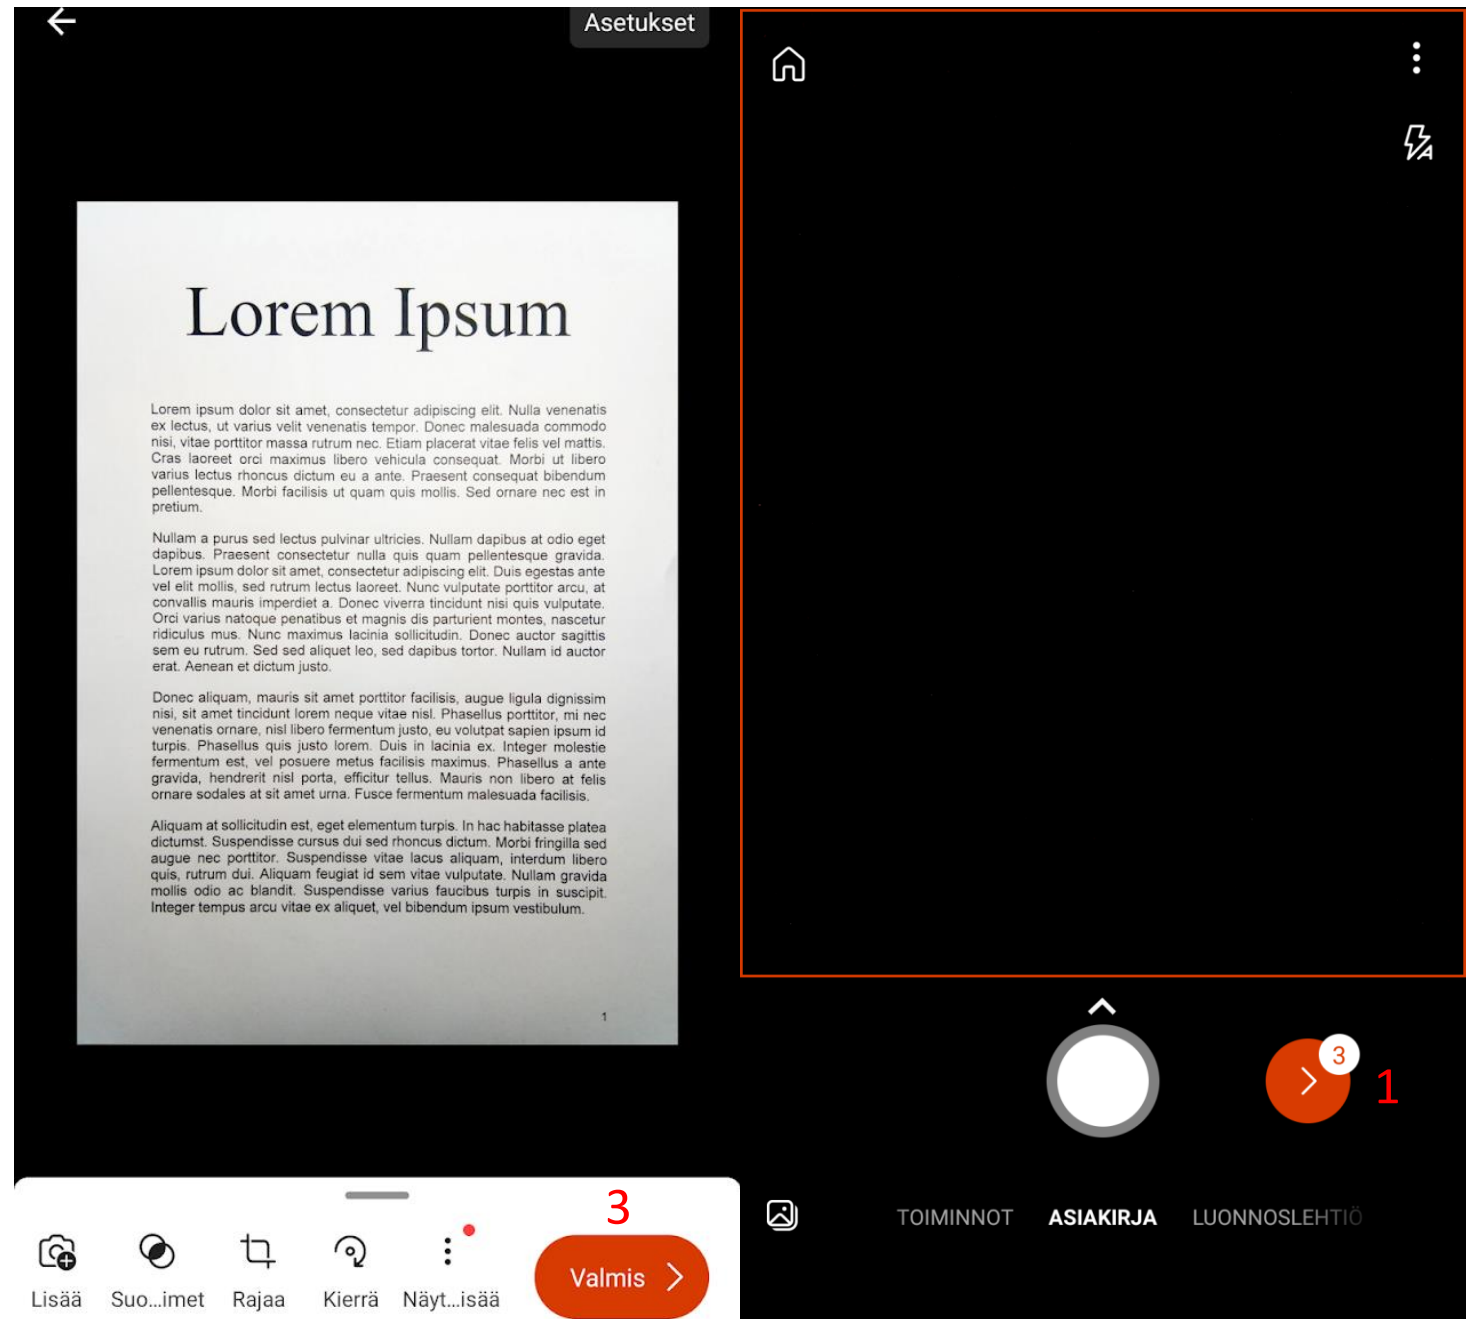 Asetukset
Lorem Ipsum
Lorem ipsum dolor sit amet, consectetur adipiscing elit. Nulla venenatis
ex lectus, ut varius velit venenatis tempor. Donec malesuada commodo
nisi, vitae porttitor massa rutrum nec. Etiam placerat vitae felis vel mattis.
Cras laoreet orci maximus libero vehicula consequat. Morbi ut libero
varius lectus rhoncus dictum eu a ante. Praesent consequat bibendum
pellentesque. Morbi facilisis ut quam quis mollis. Sed ornare nec est in
pretium.
Nullam a purus sed lectus pulvinar ultricies. Nullam dapibus at odio eget
dapibus. Praesent consectetur nulla quis quam pellentesque gravida.
Lorem ipsum dolor sit amet, consectetur adipiscing elit. Duis egestas ante
vel elit mollis, sed rutrum lectus laoreet. Nunc vulputate porttitor arcu, at
convallis mauris imperdiet a. Donec viverra tincidunt nisi quis vulputate.
Orci varius natoque penatibus et magnis dis parturient montes, nascetur
ridiculus mus. Nunc maximus lacinia sollicitudin. Donec auctor sagittis
sem eu rutrum. Sed sed aliquet leo, sed dapibus tortor. Nullam id auctor
erat. Aenean et dictum justo.
Donec aliquam, mauris sit amet porttitor facilisis, augue ligula dignissim
nisi, sit amet tincidunt lorem neque vitae nisl. Phasellus porttitor, mi nec
venenatis ornare, nisl libero fermentum justo, eu volutpat sapien ipsum id
turpis. Phasellus quis justo lorem. Duis in lacinia ex. Integer molestie
fermentum est, vel posuere metus facilisis maximus. Phasellus a ante
gravida, hendrerit nisl porta, efficitur tellus. Mauris non libero at felis
ornare sodales at sit amet urna. Fusce fermentum malesuada facilisis.
Aliquam at sollicitudin est, eget elementum turpis. In hac habitasse platea
dictumst. Suspendisse cursus dui sed rhoncus dictum. Morbi fringilla sed
augue nec porttitor. Suspendisse vitae lacus aliquam, interdum libero
quis, rutrum dui. Aliquam feugiat id sem vitae vulputate. Nullam gravida
mollis odio ac blandit. Suspendisse varius faucibus turpis in suscipit.
Integer tempus arcu vitae ex aliquet, vel bibendum ipsum vestibulum.
1
3
Lisää Suo...imet Rajaa Kierrä Näyt...isää Valmis
3
1
TOIMINNOT ASIAKIRJA LUONNOSLEHTIÖ